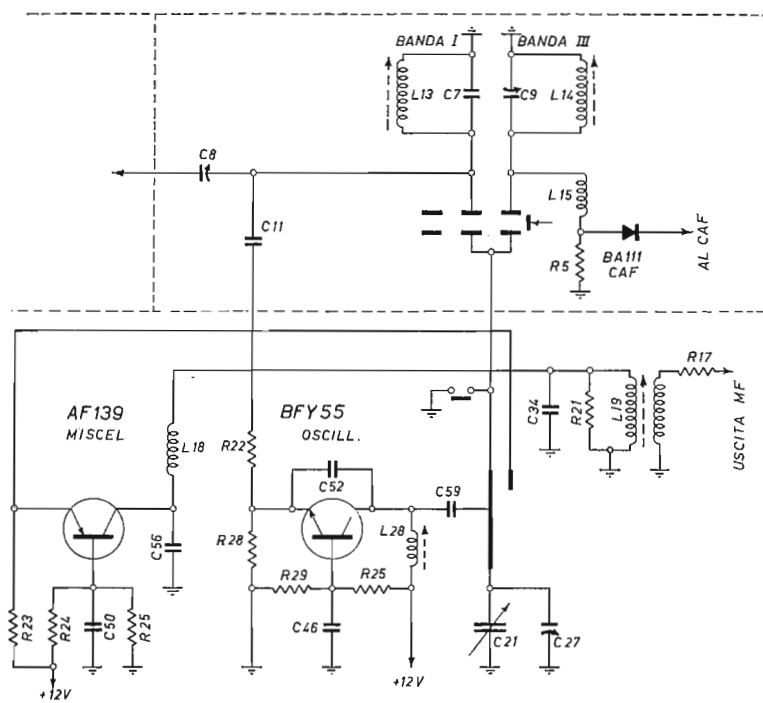 BANDA I
BANDA III
L13
C7
C9
L14
C8
C11
L15
R5
BA111
CAF
AL CAF
AF139
MISCEL
L18
R22
BFY55
OSCILL.
C52
C34
R21
L19
R17
USCITA MF
C59
L28
C56
R28
R29
R25
R23
R24
C50
R25
C46
C21
C27
+12V
+12V